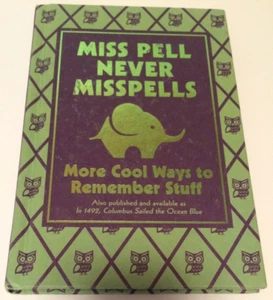 MISS PELL
NEVER
MISSPELLS
More Cool Ways to
Remember Stuff
Also published and available as
In 1492, Columbus Sailed the Ocean Blue